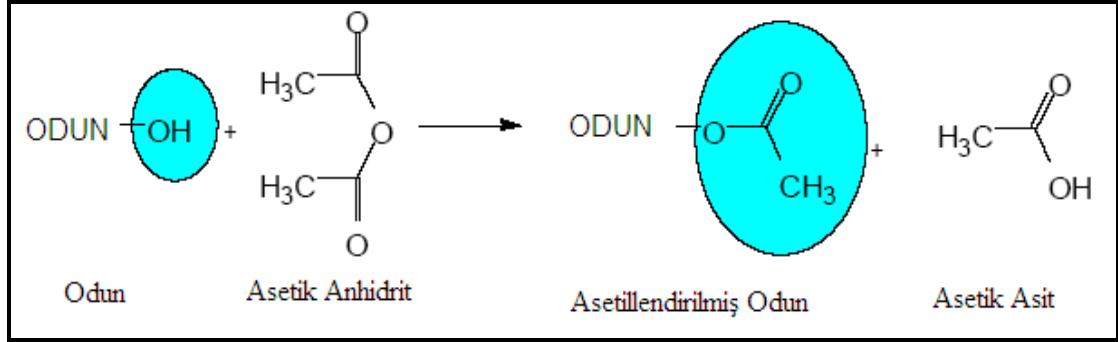 ODUN OH + H₃C O O H₃C O ODUN O O CH₃ + H₃C O OH
Odun Asetik Anhidrit Asetillendirilmiş Odun Asetik Asit